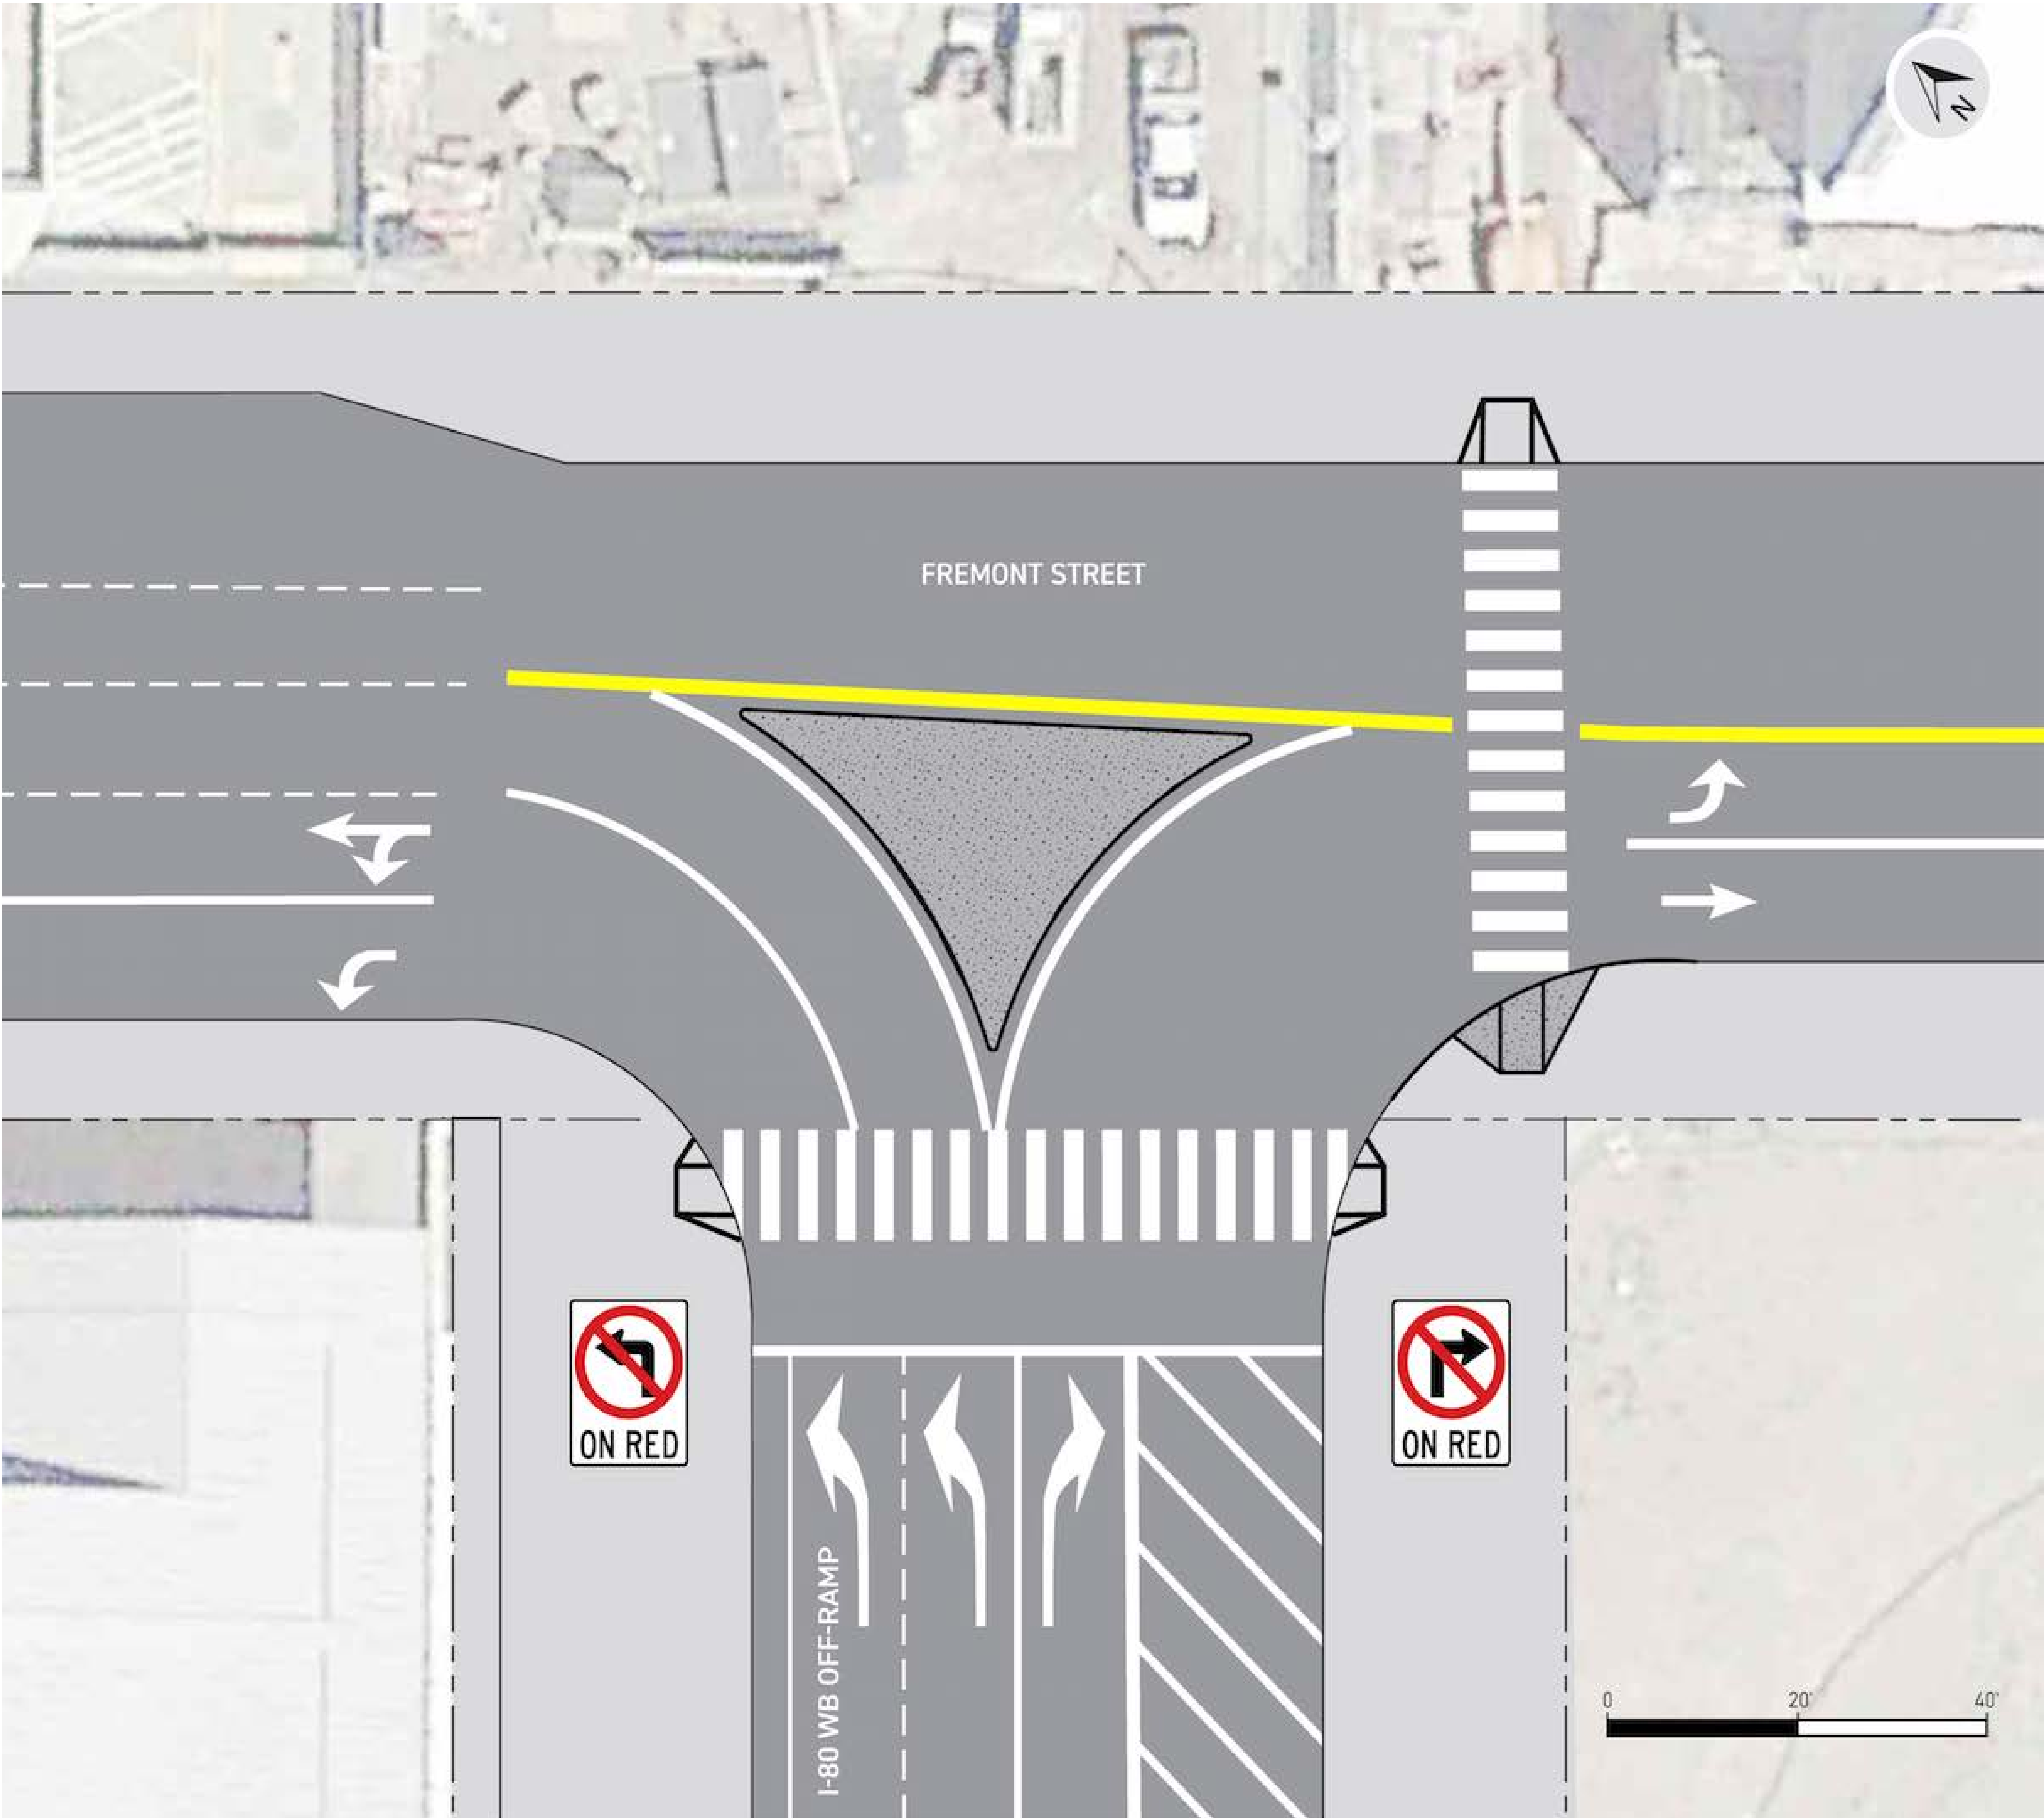 N
FREMONT STREET
ON RED
ON RED
I-80 WB OFF-RAMP
0 20' 40'